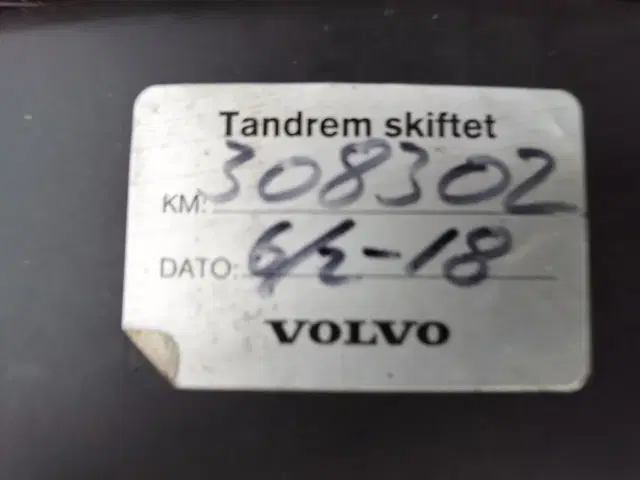 Tandrem skiftet
KM: 308302
DATO: 6/2-18
VOLVO